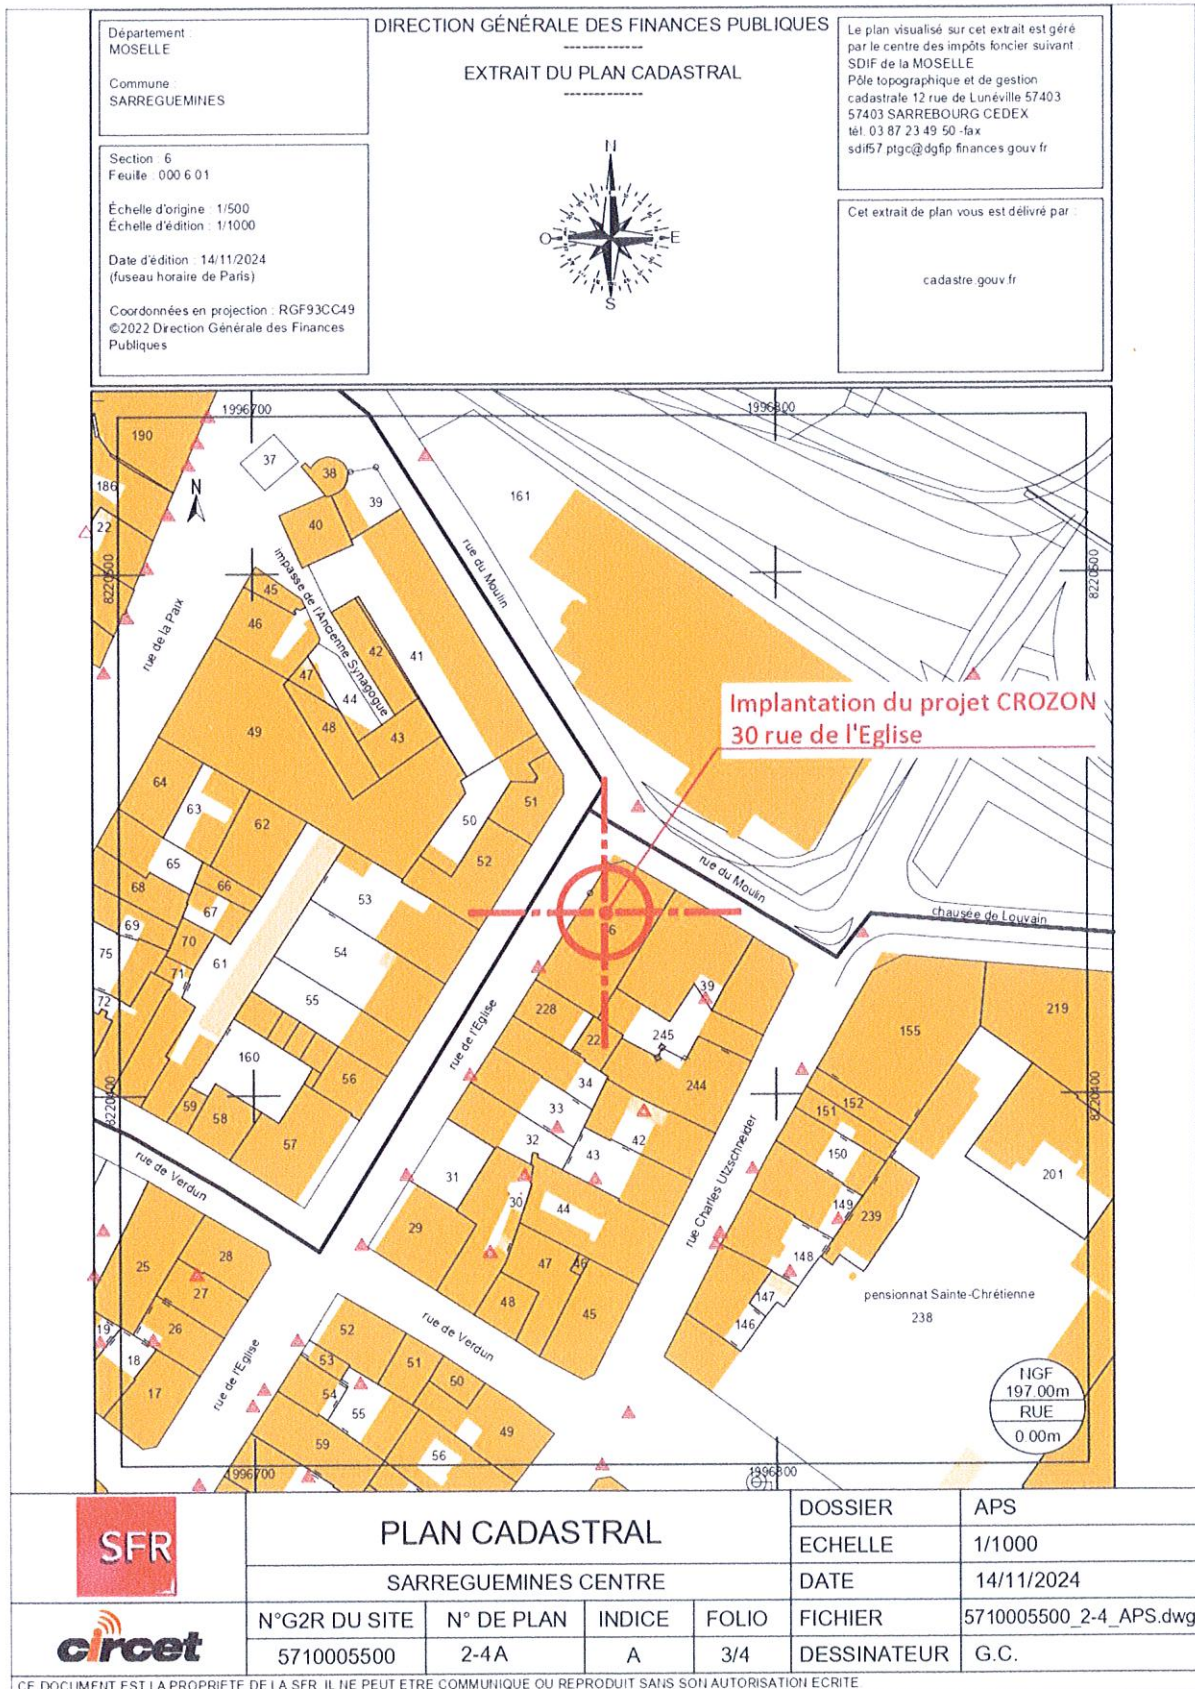 DIRECTION GÉNÉRALE DES FINANCES PUBLIQUES
-------------
EXTRAIT DU PLAN CADASTRAL
-------------
Département :
MOSELLE
Commune :
SARREGUEMINES
Section : 6
Feuille : 000 6 01
Échelle d'origine : 1/500
Échelle d'édition : 1/1000
Date d'édition : 14/11/2024
(fuseau horaire de Paris)
Coordonnées en projection : RGF93CC49
©2022 Direction Générale des Finances
Publiques
N
O
E
S
Le plan visualisé sur cet extrait est géré
par le centre des impôts foncier suivant :
SDIF de la MOSELLE
Pôle topographique et de gestion
cadastrale 12 rue de Lunéville 57403
57403 SARREBOURG CEDEX
tél. 03 87 23 49 50 -fax
sdif57 ptgc@dgfip finances gouv fr
Cet extrait de plan vous est délivré par :
cadastre.gouv.fr
1996700
1996800
190
37
38
186
N
39
161
22
40
8220500
8220500
rue du Moulin
impasse de l'Ancienne Synagogue
45
rue de la Paix
46
42
41
47
44
Implantation du projet CROZON
30 rue de l'Eglise
49
48
43
64
63
51
62
50
65
52
rue du Moulin
68
66
53
67
chausée de Louvain
69
70
54
75
61
71
39
55
72
228
219
155
245
rue de l'Eglise
160
34
56
244
8220400
8220400
59
58
33
151
152
57
32
42
43
150
rue de Verdun
31
201
30
149
29
44
239
rue Charles Utzschneider
28
148
25
47
46
27
147
pensionnat Sainte-Chrétienne
48
45
146
238
26
19
52
rue de Verdun
18
53
51
rue de l'Eglise
17
54
50
55
49
59
56
NGF
197.00m
RUE
0 00m
1996700
1996800
SFR
PLAN CADASTRAL
SARREGUEMINES CENTRE
DOSSIER
APS
ECHELLE
1/1000
DATE
14/11/2024
circet
N°G2R DU SITE
N° DE PLAN
INDICE
FOLIO
FICHIER
5710005500_2-4_APS.dwg
5710005500
2-4A
A
3/4
DESSINATEUR
G.C.
CE DOCUMENT EST LA PROPRIETE DE LA SFR. IL NE PEUT ETRE COMMUNIQUE OU REPRODUIT SANS SON AUTORISATION ECRITE